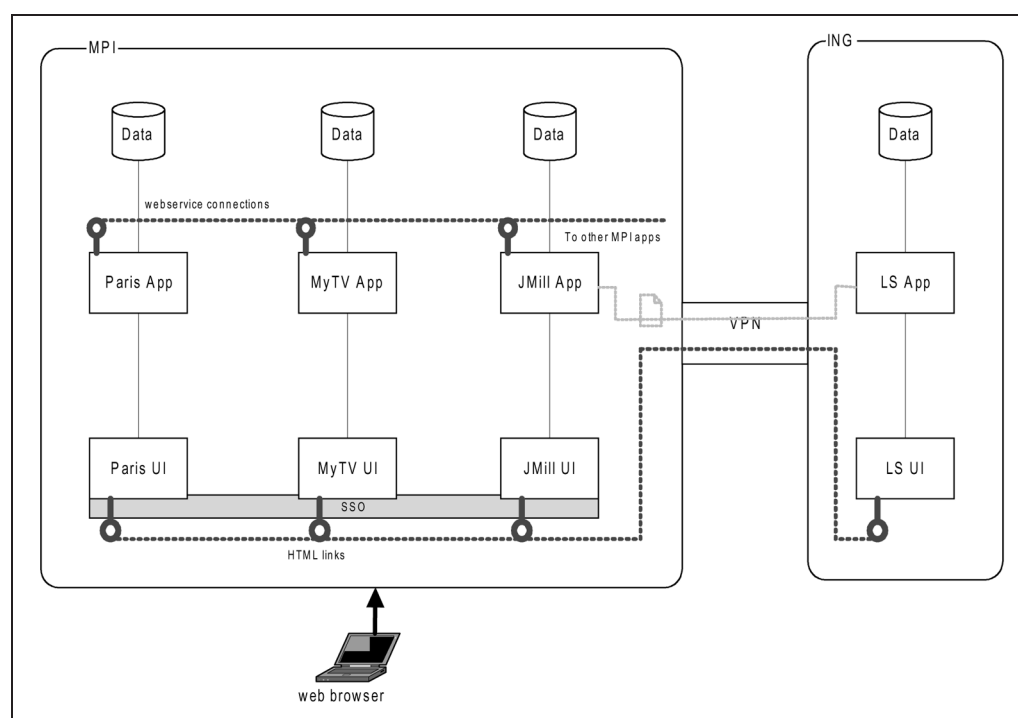 MPI
ING
Data
Data
Data
Data
webservice connections
To other MPI apps
Paris App
MyTV App
JMill App
LS App
VPN
Paris UI
MyTV UI
JMill UI
LS UI
SSO
HTML links
web browser